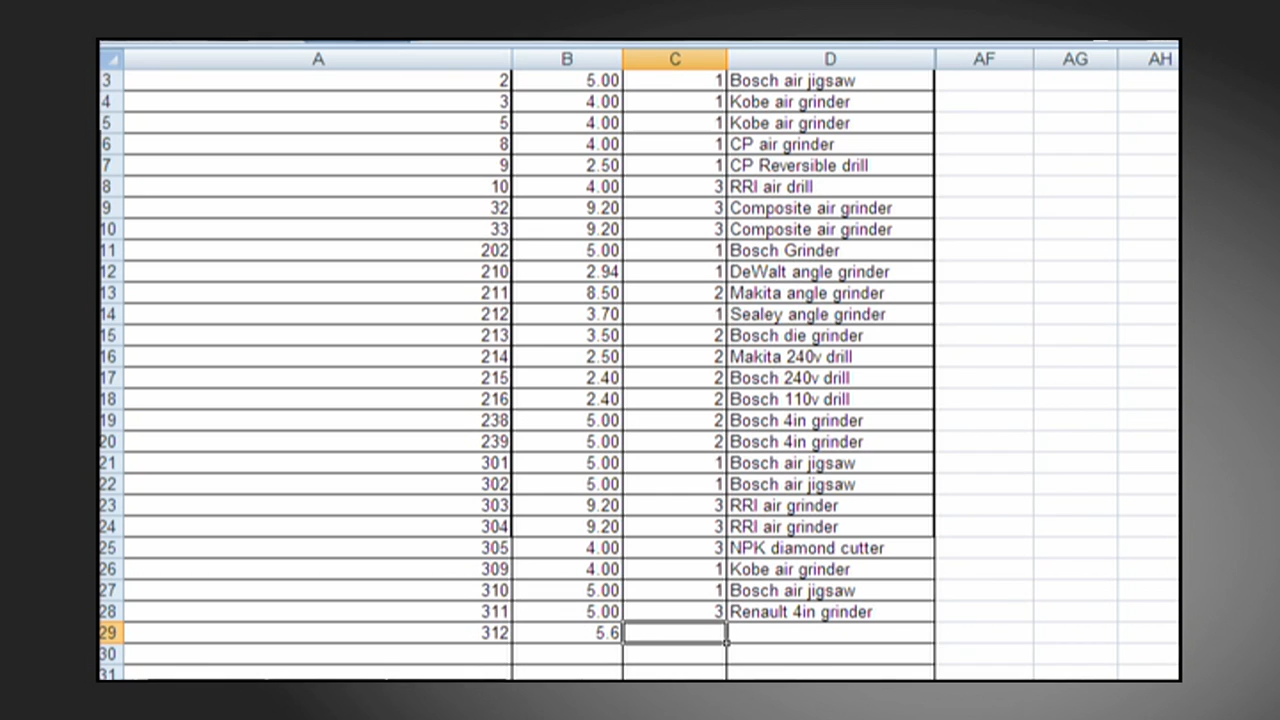 A B C D AF AG AH
3 2 5.00 1 Bosch air jigsaw
4 3 4.00 1 Kobe air grinder
5 5 4.00 1 Kobe air grinder
6 8 4.00 1 CP air grinder
7 9 2.50 1 CP Reversible drill
8 10 4.00 3 RRI air drill
9 32 9.20 3 Composite air grinder
10 33 9.20 3 Composite air grinder
11 202 5.00 1 Bosch Grinder
12 210 2.94 1 DeWalt angle grinder
13 211 8.50 2 Makita angle grinder
14 212 3.70 1 Sealey angle grinder
15 213 3.50 2 Bosch die grinder
16 214 2.50 2 Makita 240v drill
17 215 2.40 2 Bosch 240v drill
18 216 2.40 2 Bosch 110v drill
19 238 5.00 2 Bosch 4in grinder
20 239 5.00 2 Bosch 4in grinder
21 301 5.00 1 Bosch air jigsaw
22 302 5.00 1 Bosch air jigsaw
23 303 9.20 3 RRI air grinder
24 304 9.20 3 RRI air grinder
25 305 4.00 3 NPK diamond cutter
26 309 4.00 1 Kobe air grinder
27 310 5.00 1 Bosch air jigsaw
28 311 5.00 3 Renault 4in grinder
29 312 5.6
30
31